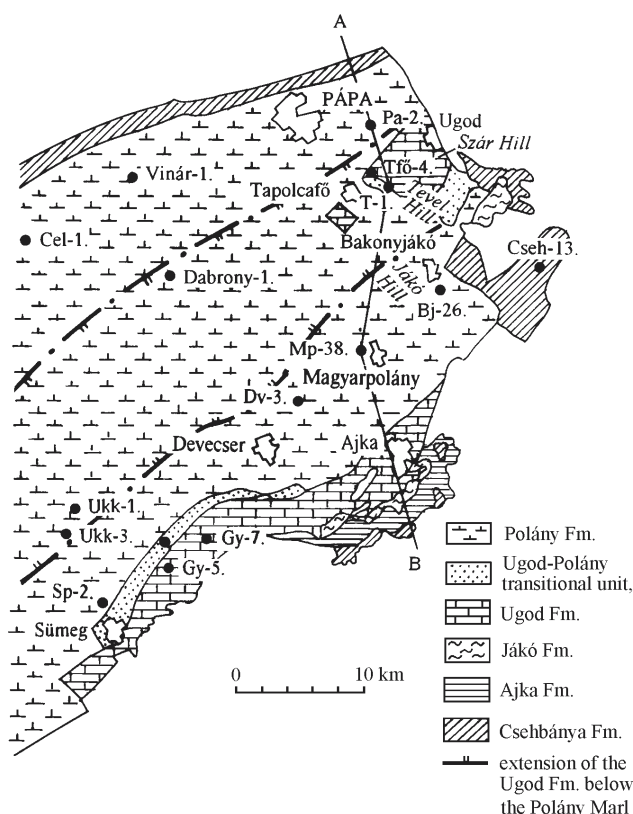 A
PÁPA
Pa-2.
Ugod
Szár Hill
Tfő-4.
Vinár-1.
Tapolcafő
T-1.
Tevel
Hill
Bakonyjákó
Cel-1.
Cseh-13.
Dabrony-1.
Jákó
Hill
Bj-26.
Mp-38.
Magyarpolány
Dv-3.
Devecser
Ajka
Ukk-1.
Ukk-3.
Gy-7.
Gy-5.
B
Sp-2.
Sümeg
0 10 km
Polány Fm.
Ugod-Polány
transitional unit,
Ugod Fm.
Jákó Fm.
Ajka Fm.
Csehbánya Fm.
extension of the
Ugod Fm. below
the Polány Marl